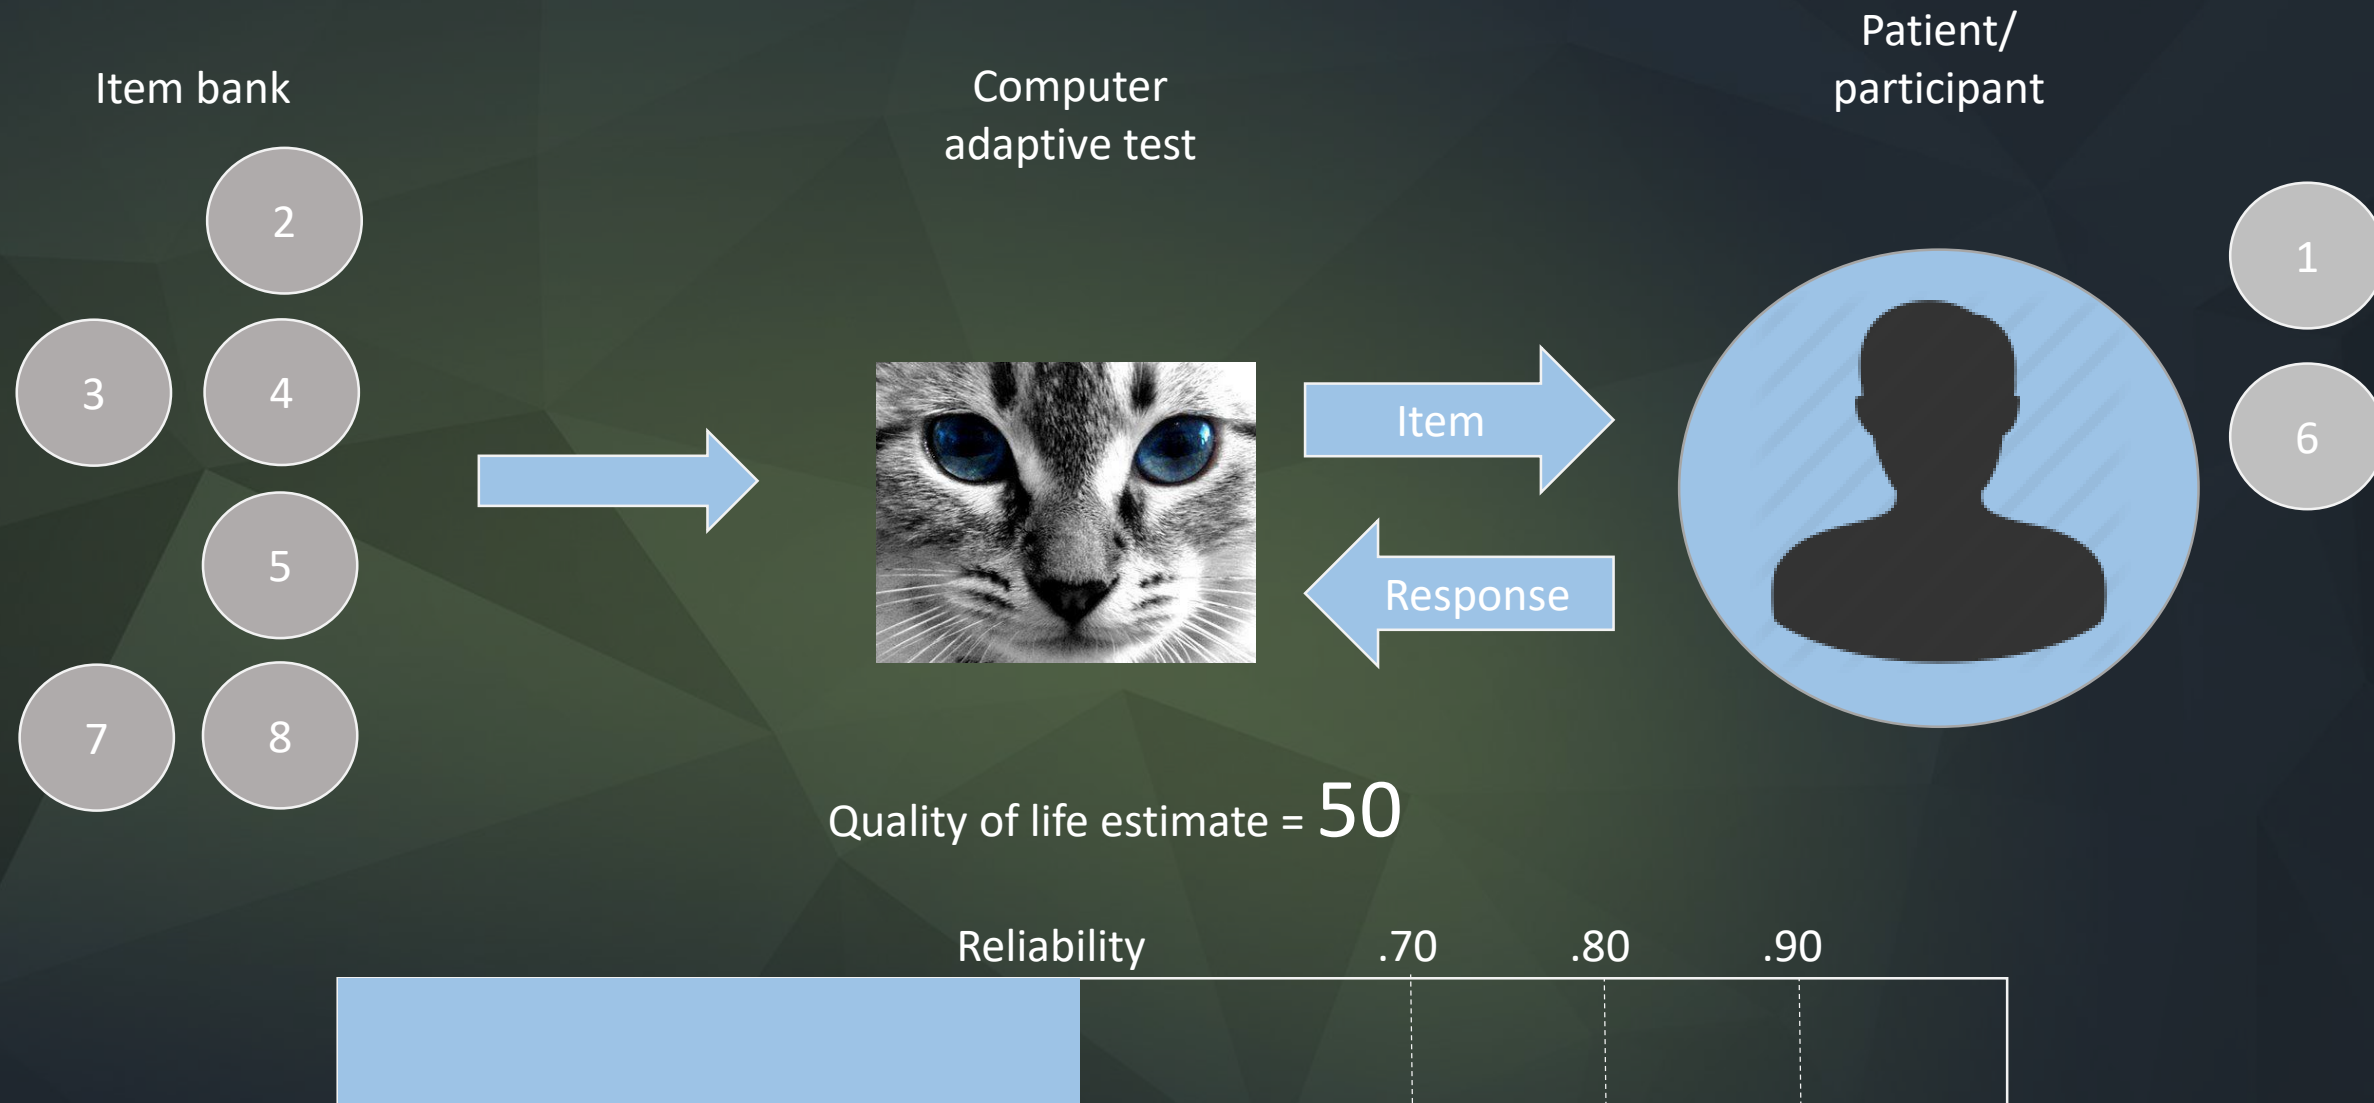 Item bank
Computer
adaptive test
Patient/
participant
2
3
4
5
7
8
Item
Response
1
6
Quality of life estimate = 50
Reliability
.70
.80
.90